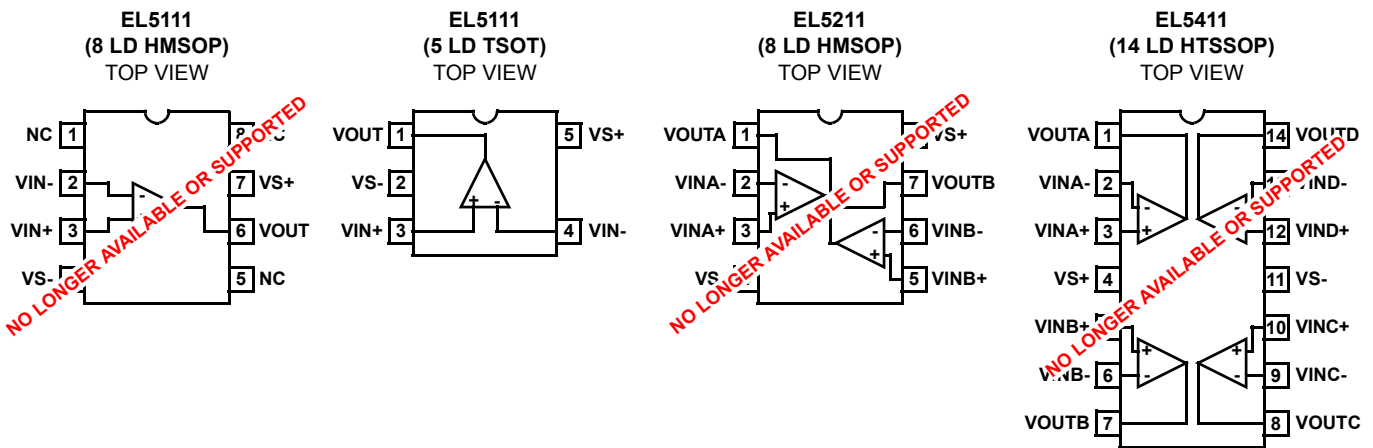 EL5111
(8 LD HMSOP)
TOP VIEW
NC 1
VIN- 2
VIN+ 3
VS-
7 VS+
6 VOUT
5 NC
- 
NO LONGER AVAILABLE OR SUPPORTED
EL5111
(5 LD TSOT)
TOP VIEW
VOUT 1
VS- 2
VIN+ 3
5 VS+
4 VIN-
+ -
EL5211
(8 LD HMSOP)
TOP VIEW
VOUTA 1
VINA- 2
VINA+ 3
VS
VS+
7 VOUTB
6 VINB-
5 VINB+
- +
- +
NO LONGER AVAILABLE OR SUPPORTED
EL5411
(14 LD HTSSOP)
TOP VIEW
VOUTA 1
VINA- 2
VINA+ 3
VS+ 4
VINB+
VINB- 6
VOUTB 7
14 VOUTD
VIND-
12 VIND+
11 VS-
10 VINC+
9 VINC-
8 VOUTC
- +
-
+ -
+ -
NO LONGER AVAILABLE OR SUPPORTED